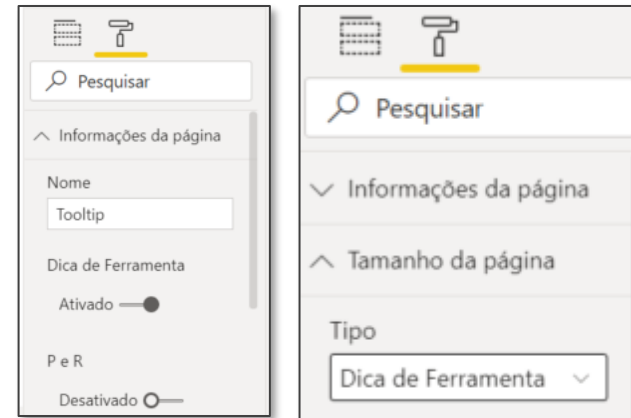 Pesquisar
Informações da página
Nome
Tooltip
Dica de Ferramenta
Ativado
P e R
Desativado
Pesquisar
Informações da página
Tamanho da página
Tipo
Dica de Ferramenta